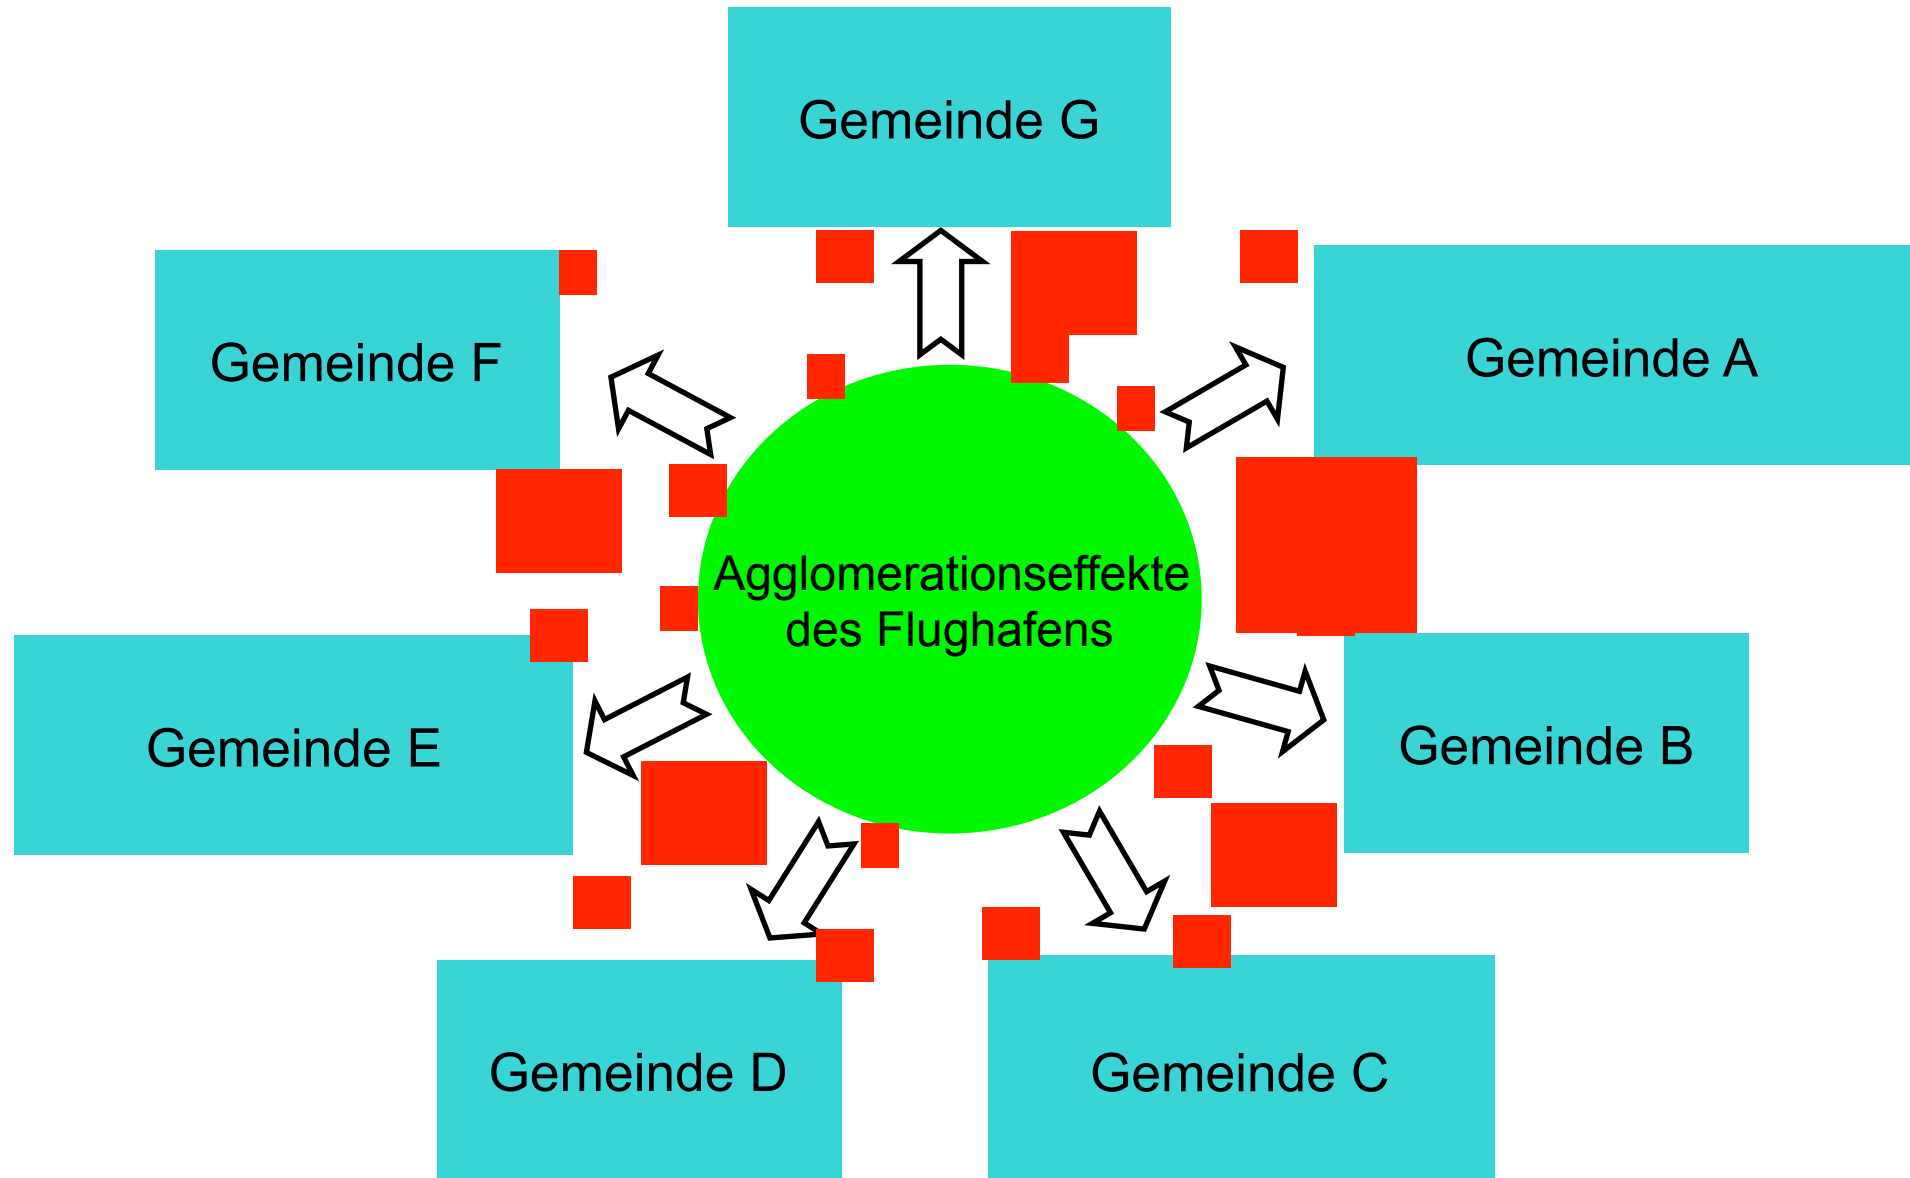 Gemeinde G
Gemeinde F
Gemeinde A
Agglomerationseffekte
des Flughafens
Gemeinde E
Gemeinde B
Gemeinde D
Gemeinde C